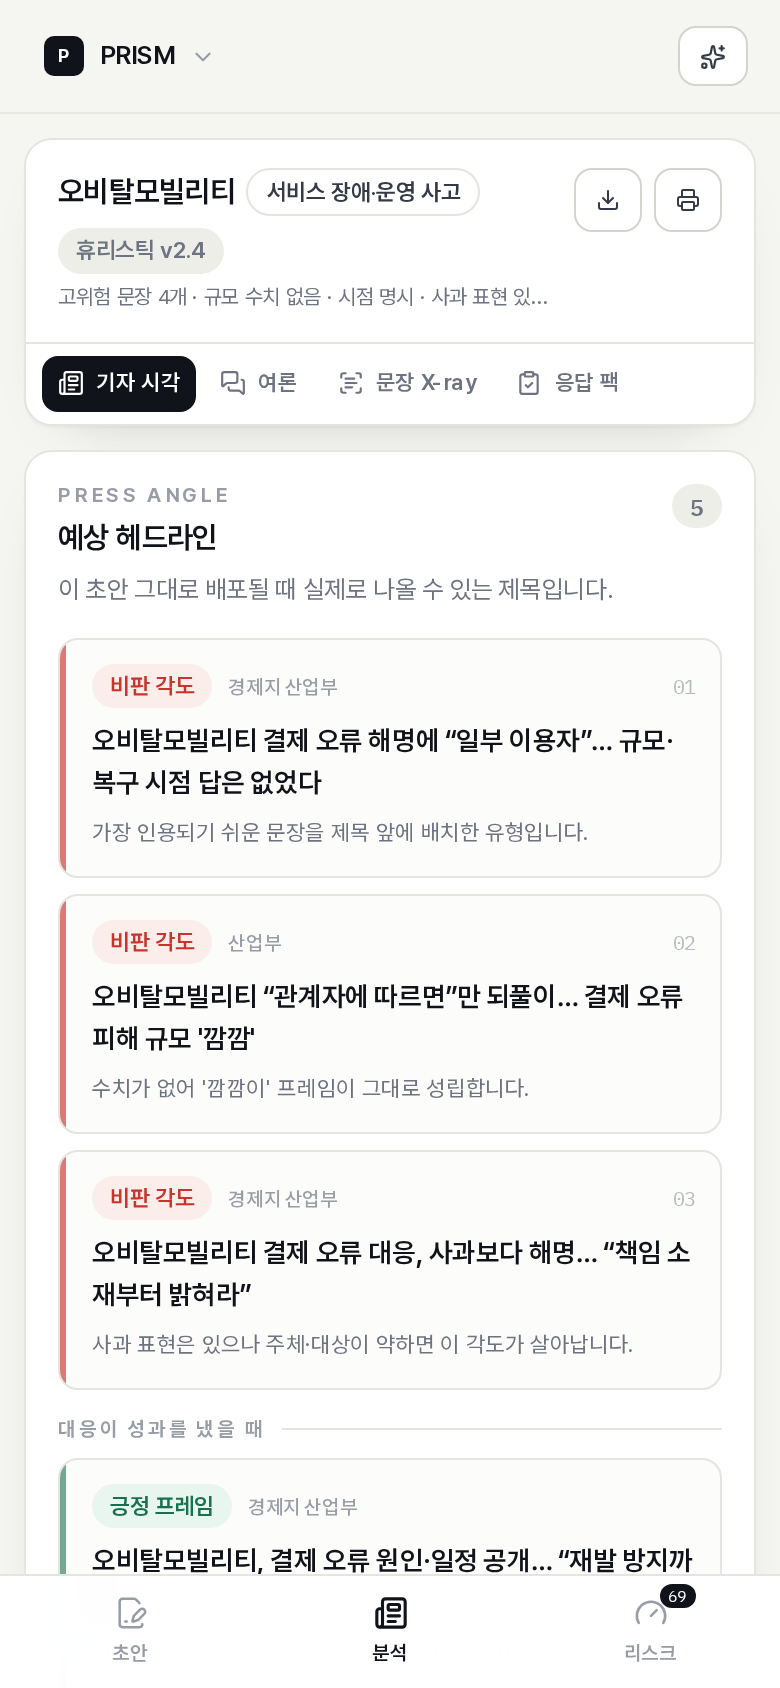 P PRISM
오비탈모빌리티 서비스 장애·운영 사고
휴리스틱 v2.4
고위험 문장 4개 · 규모 수치 없음 · 시점 명시 · 사과 표현 있...
기자 시각 여론 문장 X-ray 응답 팩
PRESS ANGLE
5
예상 헤드라인
이 초안 그대로 배포될 때 실제로 나올 수 있는 제목입니다.
비판 각도 경제지 산업부 01
오비탈모빌리티 결제 오류 해명에 “일부 이용자”… 규모·
복구 시점 답은 없었다
가장 인용되기 쉬운 문장을 제목 앞에 배치한 유형입니다.
비판 각도 산업부 02
오비탈모빌리티 “관계자에 따르면”만 되풀이… 결제 오류
피해 규모 '깜깜'
수치가 없어 '깜깜이' 프레임이 그대로 성립합니다.
비판 각도 경제지 산업부 03
오비탈모빌리티 결제 오류 대응, 사과보다 해명… “책임 소
재부터 밝혀라”
사과 표현은 있으나 주체·대상이 약하면 이 각도가 살아납니다.
대응이 성과를 냈을 때
긍정 프레임 경제지 산업부
오비탈모빌리티, 결제 오류 원인·일정 공개… “재발 방지까
69
초안 분석 리스크